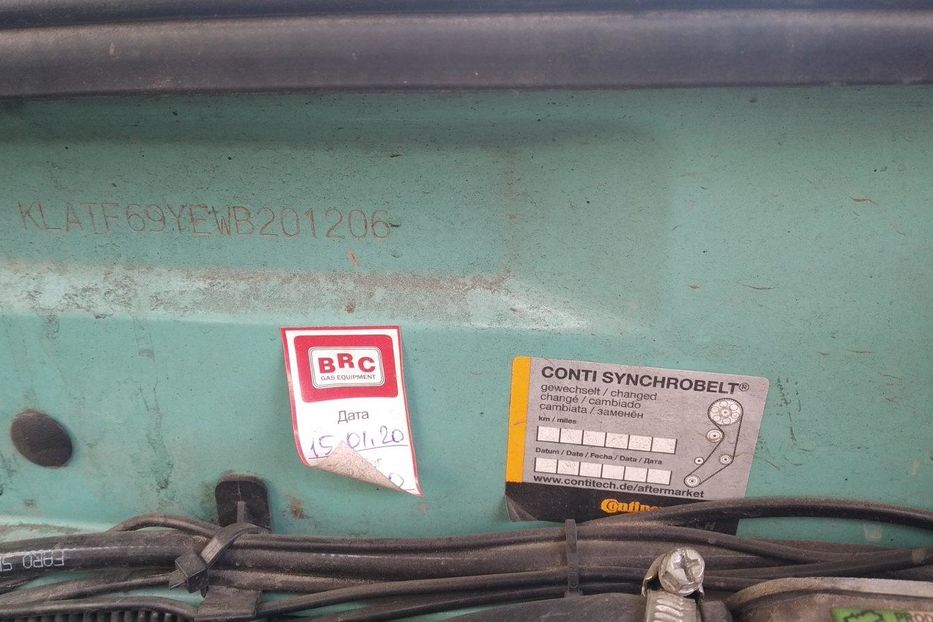 KLATF69YEWB201206
BRC
GAS EQUIPMENT
Дата
15.01.20
CONTI SYNCHROBELT®
gewechselt / changed
changé / cambiado
cambiata / заменён
km / miles
Datum / Date / Fecha / Data / Дата
www.contitech.de/aftermarket